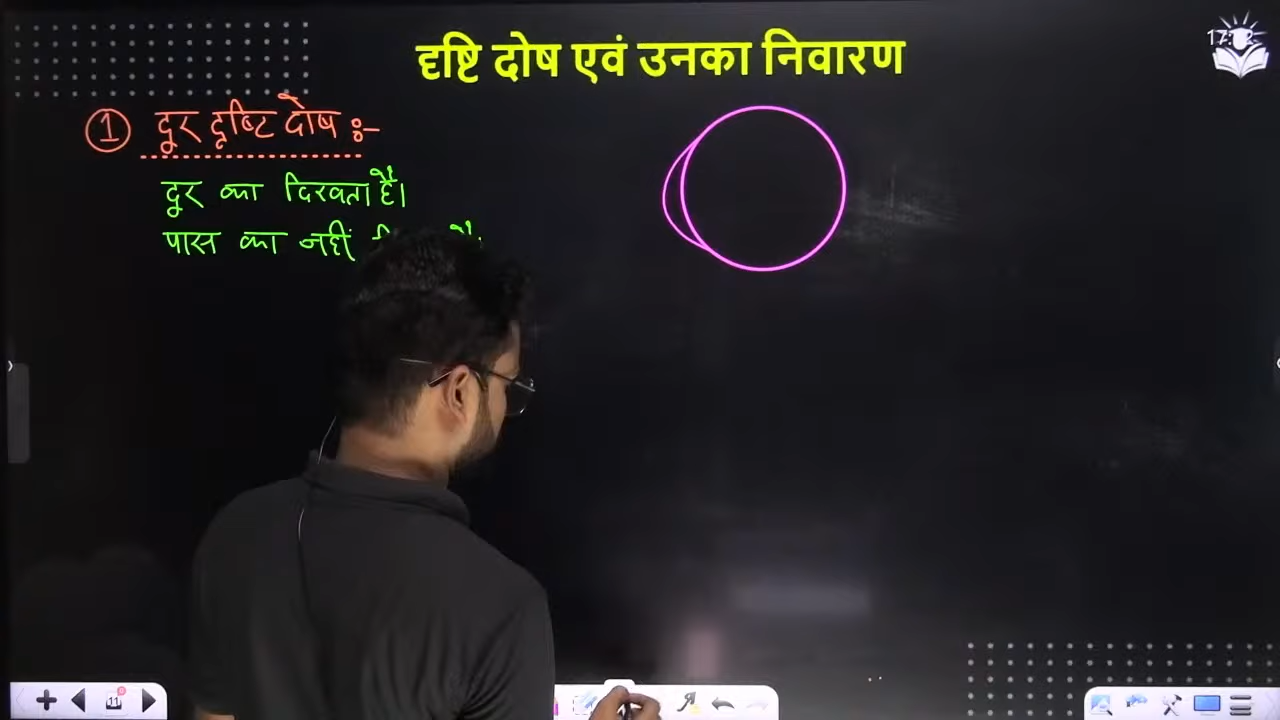 दृष्टि दोष एवं उनका निवारण
① दूर दृष्टि दोष :-
दूर का दिखता है।
पास का नहीं है।